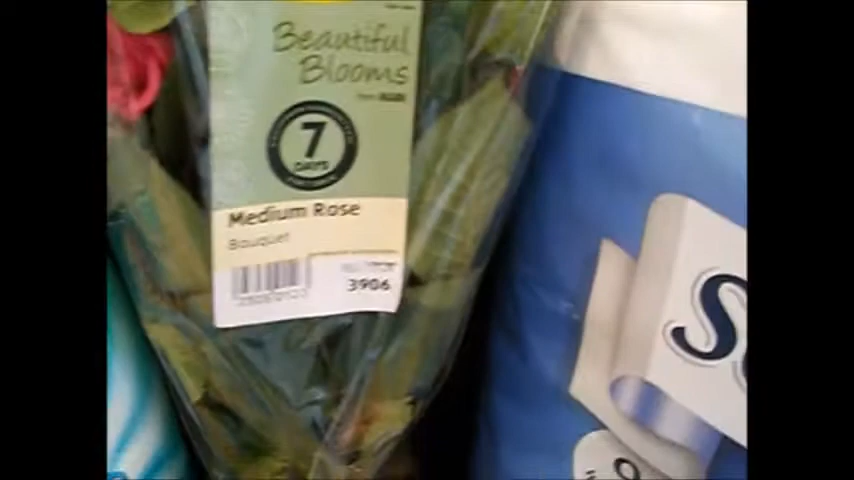 Beautiful
Blooms
7
DAYS
Medium Rose
Bouquet
3906
S